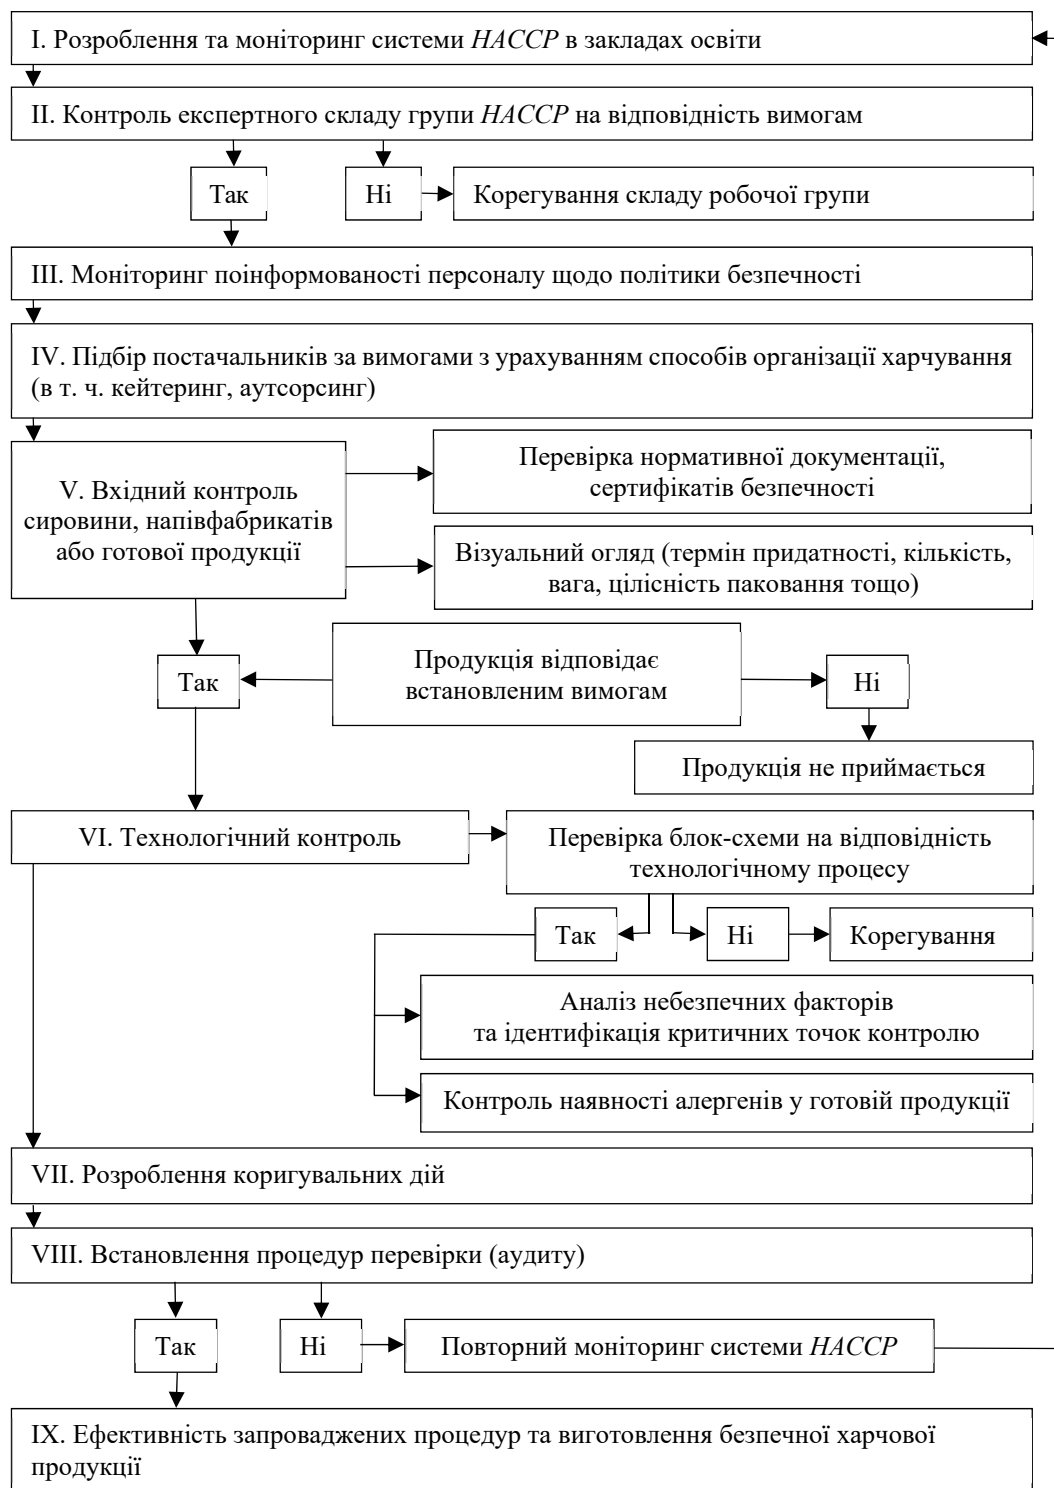 I. Розроблення та моніторинг системи HACCP в закладах освіти
II. Контроль експертного складу групи HACCP на відповідність вимогам
Так
Ні
Корегування складу робочої групи
III. Моніторинг поінформованості персоналу щодо політики безпечності
IV. Підбір постачальників за вимогами з урахуванням способів організації харчування
(в т. ч. кейтеринг, аутсорсинг)
V. Вхідний контроль
сировини, напівфабрикатів
або готової продукції
Перевірка нормативної документації,
сертифікатів безпечності
Візуальний огляд (термін придатності, кількість,
вага, цілісність паковання тощо)
Так
Продукція відповідає
встановленим вимогам
Ні
Продукція не приймається
VI. Технологічний контроль
Перевірка блок-схеми на відповідність
технологічному процесу
Так
Ні
Корегування
Аналіз небезпечних факторів
та ідентифікація критичних точок контролю
Контроль наявності алергенів у готовій продукції
VII. Розроблення коригувальних дій
VIII. Встановлення процедур перевірки (аудиту)
Так
Ні
Повторний моніторинг системи HACCP
IX. Ефективність запроваджених процедур та виготовлення безпечної харчової
продукції